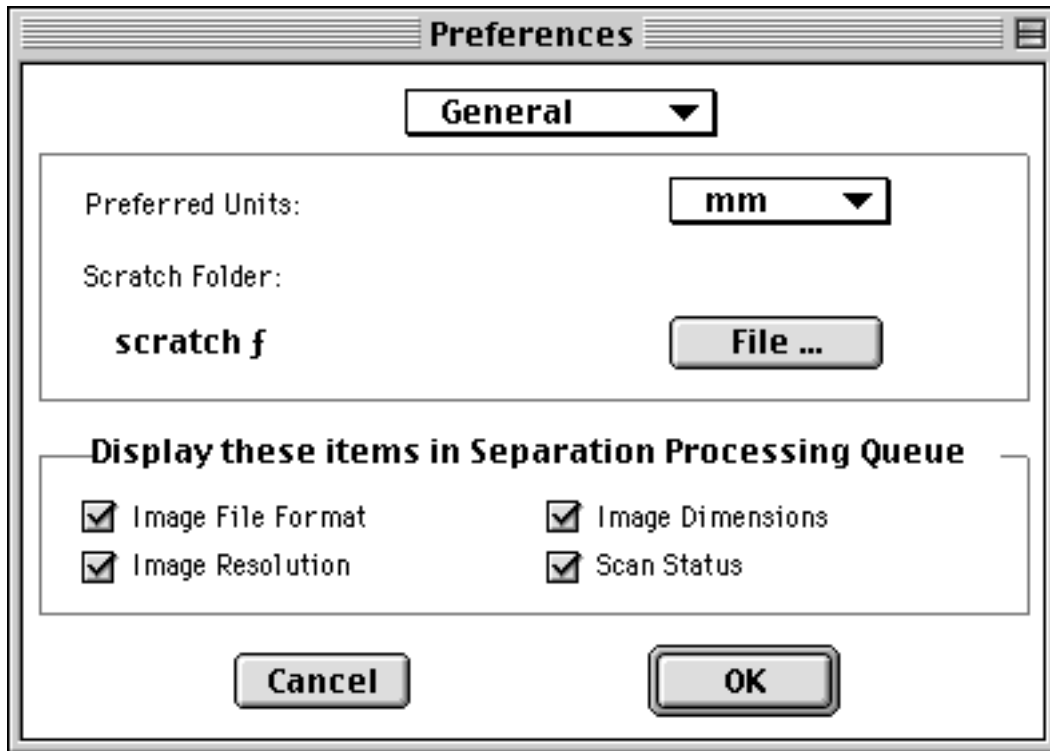 Preferences
General
Preferred Units: mm
Scratch Folder:
scratch ƒ File ...
Display these items in Separation Processing Queue
Image File Format Image Dimensions
Image Resolution Scan Status
Cancel OK